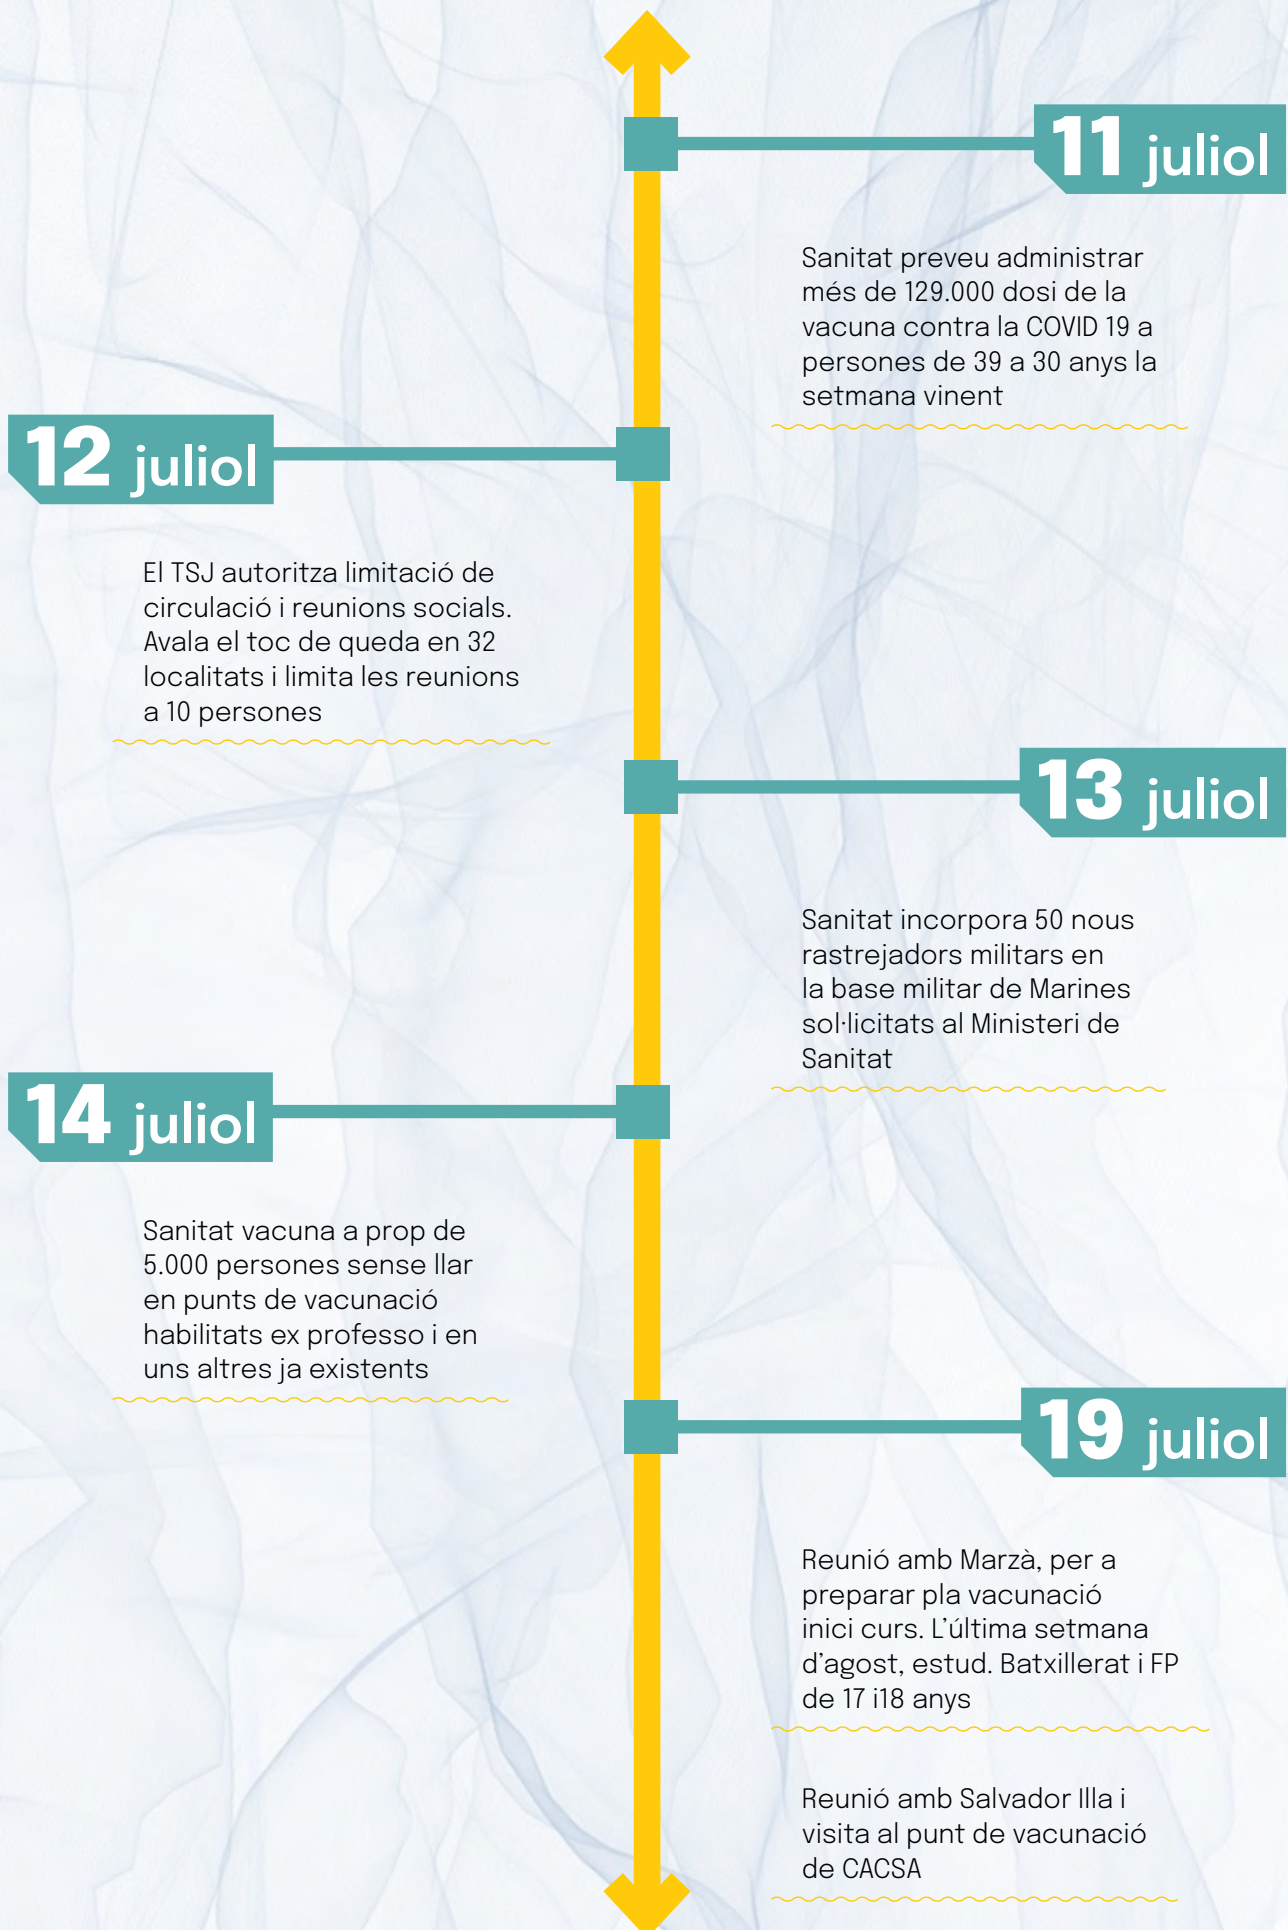 11 juliol
Sanitat preveu administrar
més de 129.000 dosi de la
vacuna contra la COVID 19 a
persones de 39 a 30 anys la
setmana vinent
12 juliol
El TSJ autoritza limitació de
circulació i reunions socials.
Avala el toc de queda en 32
localitats i limita les reunions
a 10 persones
13 juliol
Sanitat incorpora 50 nous
rastrejadors militars en
la base militar de Marines
sol·licitats al Ministeri de
Sanitat
14 juliol
Sanitat vacuna a prop de
5.000 persones sense llar
en punts de vacunació
habilitats ex professo i en
uns altres ja existents
19 juliol
Reunió amb Marzà, per a
preparar pla vacunació
inici curs. L’última setmana
d’agost, estud. Batxillerat i FP
de 17 i18 anys
Reunió amb Salvador Illa i
visita al punt de vacunació
de CACSA